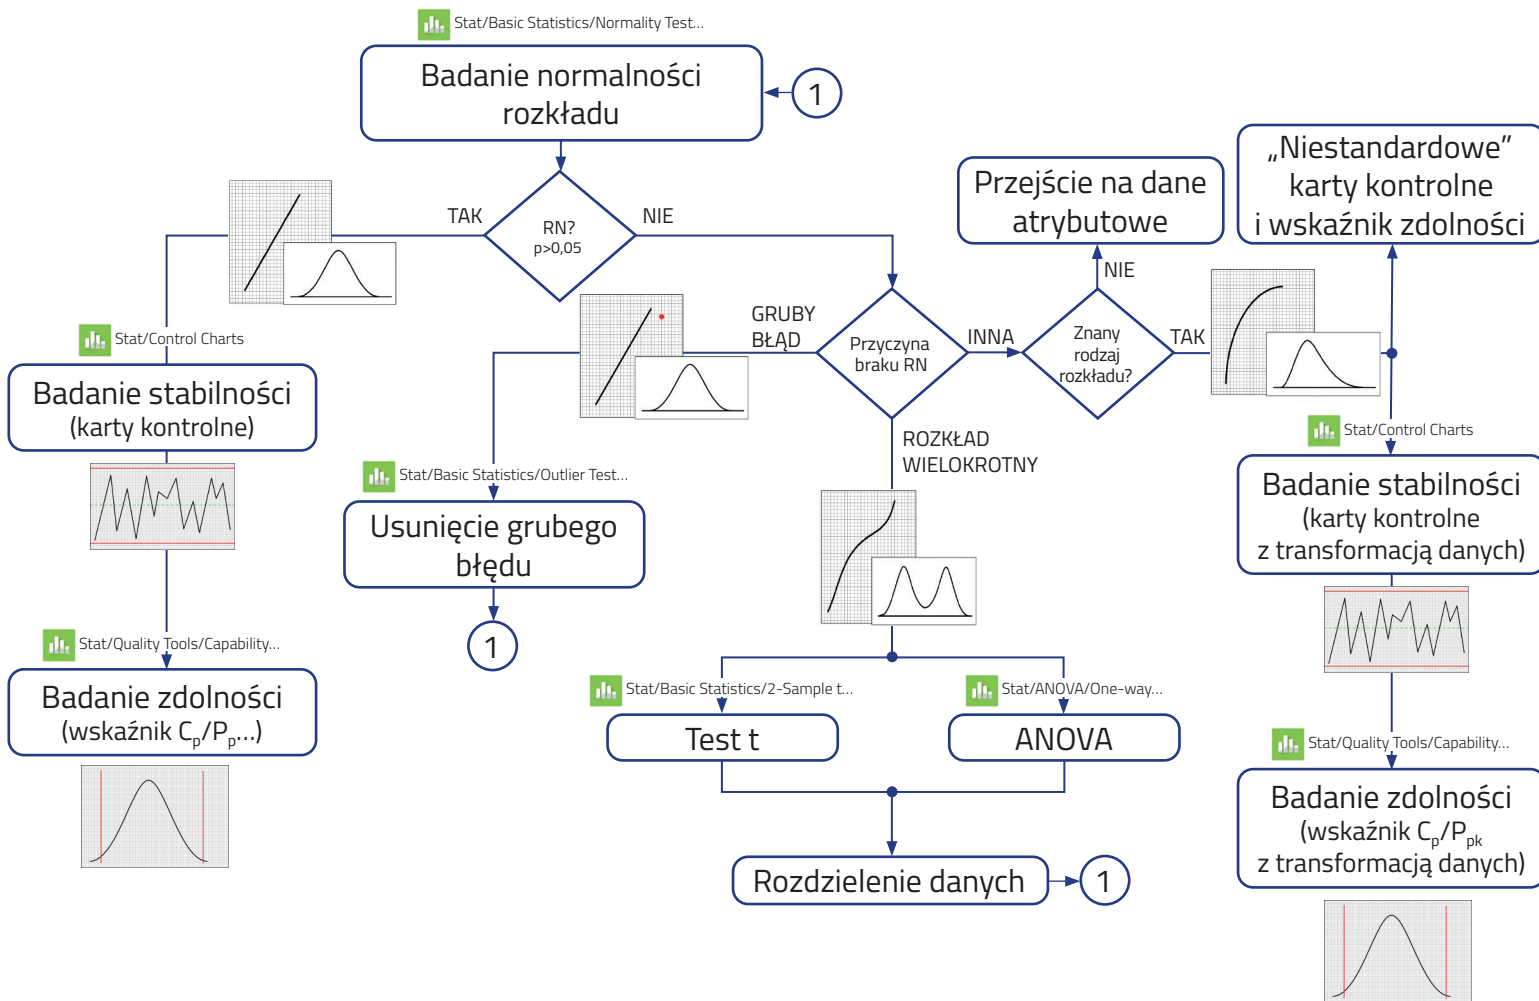 Stat/Basic Statistics/Normality Test...
Badanie normalności
rozkładu
1
RN?
p>0,05
TAK
NIE
Przejście na dane
atrybutowe
„Niestandardowe”
karty kontrolne
i wskaźnik zdolności
NIE
GRUBY
BŁĄD
Przyczyna
braku RN
INNA
Znany
rodzaj
rozkładu?
TAK
Stat/Control Charts
Badanie stabilności
(karty kontrolne)
Stat/Quality Tools/Capability...
Badanie zdolności
(wskaźnik Cp/Pp...)
Stat/Basic Statistics/Outlier Test...
Usunięcie grubego
błędu
1
ROZKŁAD
WIELOKROTNY
Stat/Basic Statistics/2-Sample t...
Test t
Stat/ANOVA/One-way...
ANOVA
Rozdzielenie danych
1
Stat/Control Charts
Badanie stabilności
(karty kontrolne
z transformacją danych)
Stat/Quality Tools/Capability...
Badanie zdolności
(wskaźnik Cp/Ppk
z transformacją danych)